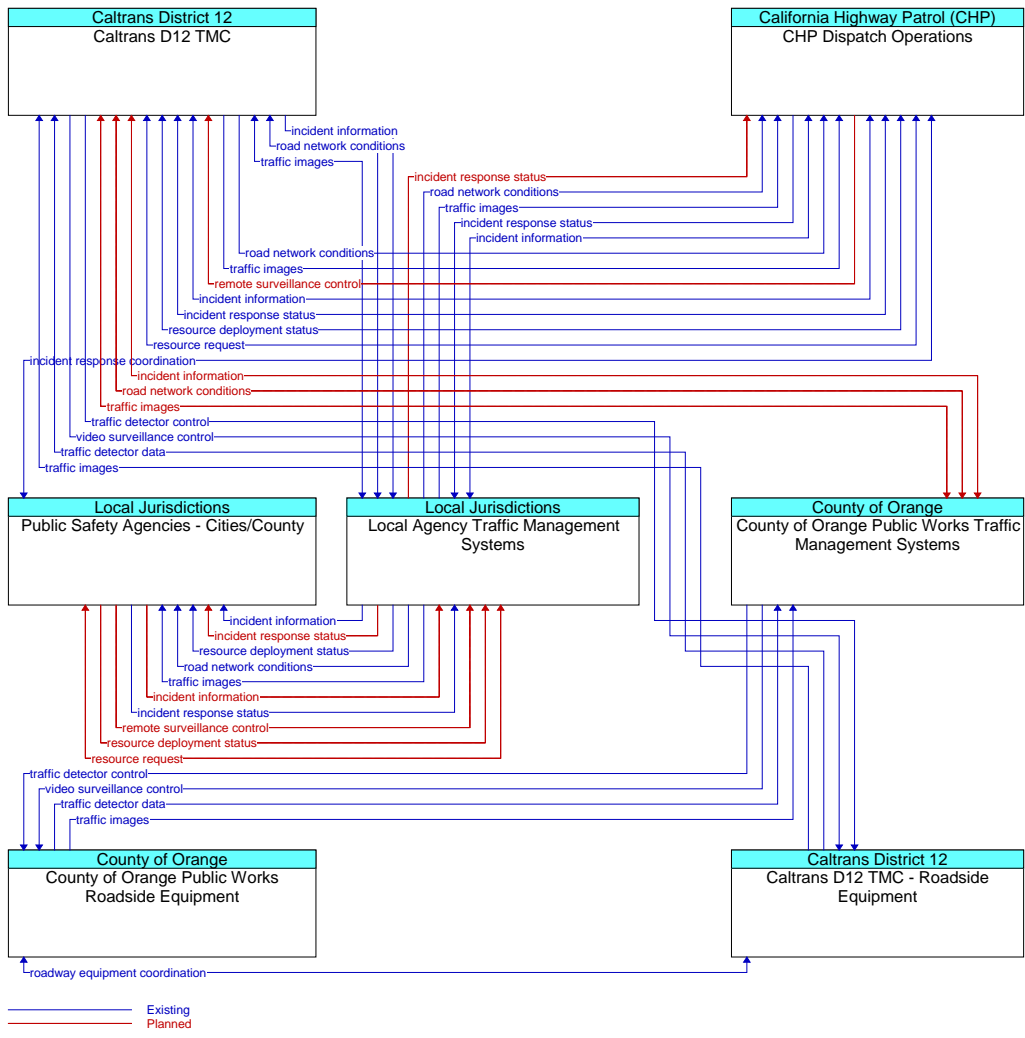 Caltrans District 12
Caltrans D12 TMC
California Highway Patrol (CHP)
CHP Dispatch Operations
incident information
road network conditions
traffic images
incident response status
road network conditions
traffic images
incident response status
incident information
road network conditions
traffic images
remote surveillance control
incident information
incident response status
resource deployment status
resource request
incident response coordination
incident information
road network conditions
traffic images
traffic detector control
video surveillance control
traffic detector data
traffic images
Local Jurisdictions
Public Safety Agencies - Cities/County
Local Jurisdictions
Local Agency Traffic Management
Systems
County of Orange
County of Orange Public Works Traffic
Management Systems
incident information
incident response status
resource deployment status
road network conditions
traffic images
incident information
incident response status
remote surveillance control
resource deployment status
resource request
traffic detector control
video surveillance control
traffic detector data
traffic images
County of Orange
County of Orange Public Works
Roadside Equipment
Caltrans District 12
Caltrans D12 TMC - Roadside
Equipment
roadway equipment coordination
Existing
Planned